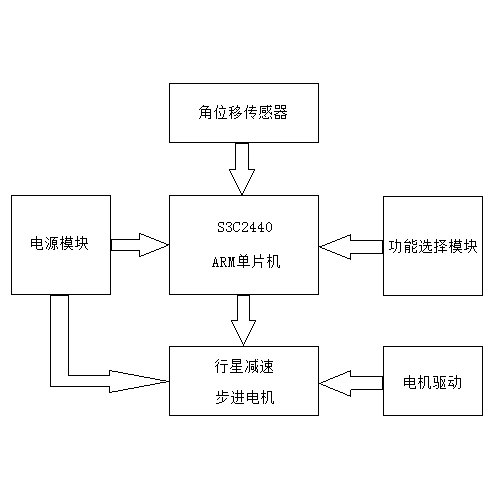 角位移传感器
S3C2440
ARM单片机
电源模块
功能选择模块
行星减速
步进电机
电机驱动